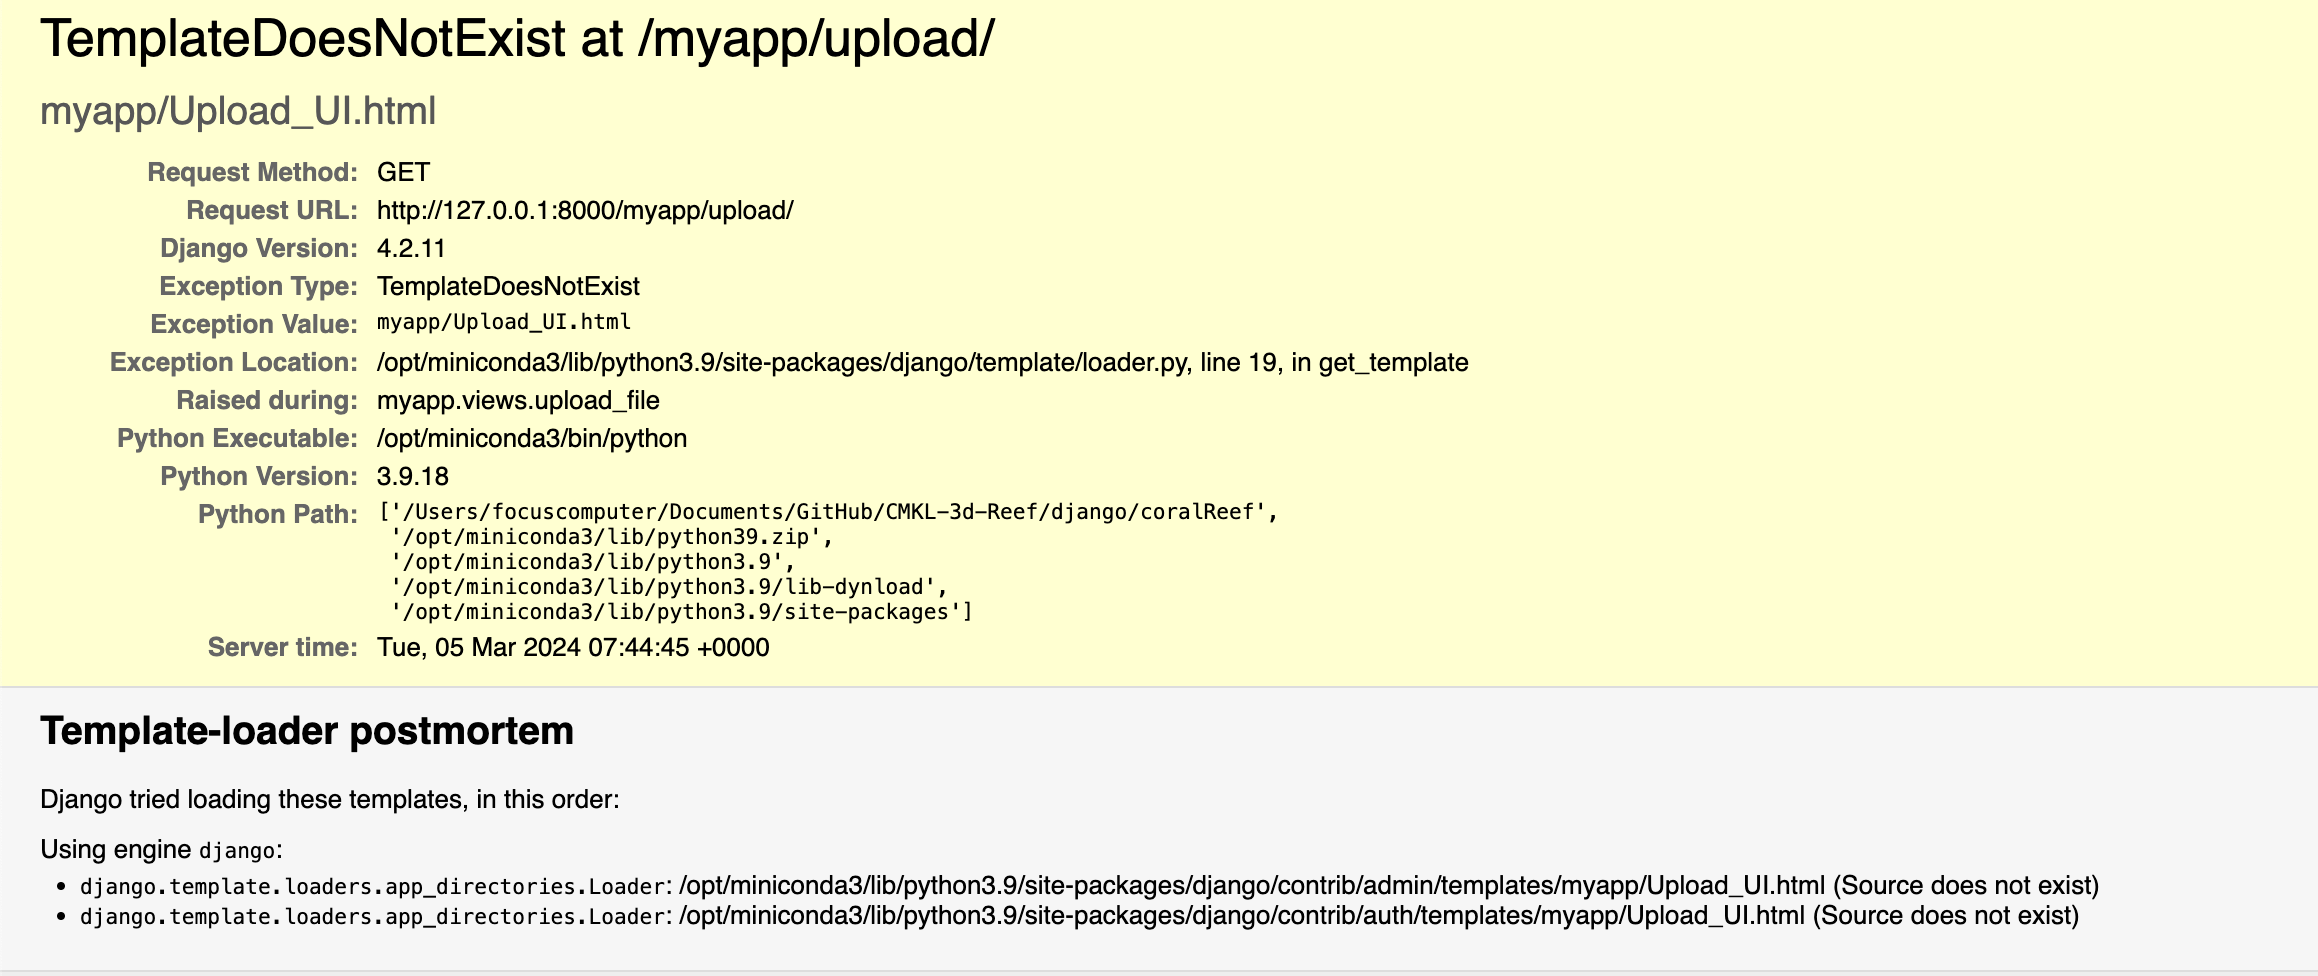 TemplateDoesNotExist at /myapp/upload/
myapp/Upload_UI.html
Request Method: GET
Request URL: http://127.0.0.1:8000/myapp/upload/
Django Version: 4.2.11
Exception Type: TemplateDoesNotExist
Exception Value: myapp/Upload_UI.html
Exception Location: /opt/miniconda3/lib/python3.9/site-packages/django/template/loader.py, line 19, in get_template
Raised during: myapp.views.upload_file
Python Executable: /opt/miniconda3/bin/python
Python Version: 3.9.18
Python Path: ['/Users/focuscomputer/Documents/GitHub/CMKL-3d-Reef/django/coralReef',
'/opt/miniconda3/lib/python39.zip',
'/opt/miniconda3/lib/python3.9',
'/opt/miniconda3/lib/python3.9/lib-dynload',
'/opt/miniconda3/lib/python3.9/site-packages']
Server time: Tue, 05 Mar 2024 07:44:45 +0000
Template-loader postmortem
Django tried loading these templates, in this order:
Using engine django:
• django.template.loaders.app_directories.Loader: /opt/miniconda3/lib/python3.9/site-packages/django/contrib/admin/templates/myapp/Upload_UI.html (Source does not exist)
• django.template.loaders.app_directories.Loader: /opt/miniconda3/lib/python3.9/site-packages/django/contrib/auth/templates/myapp/Upload_UI.html (Source does not exist)